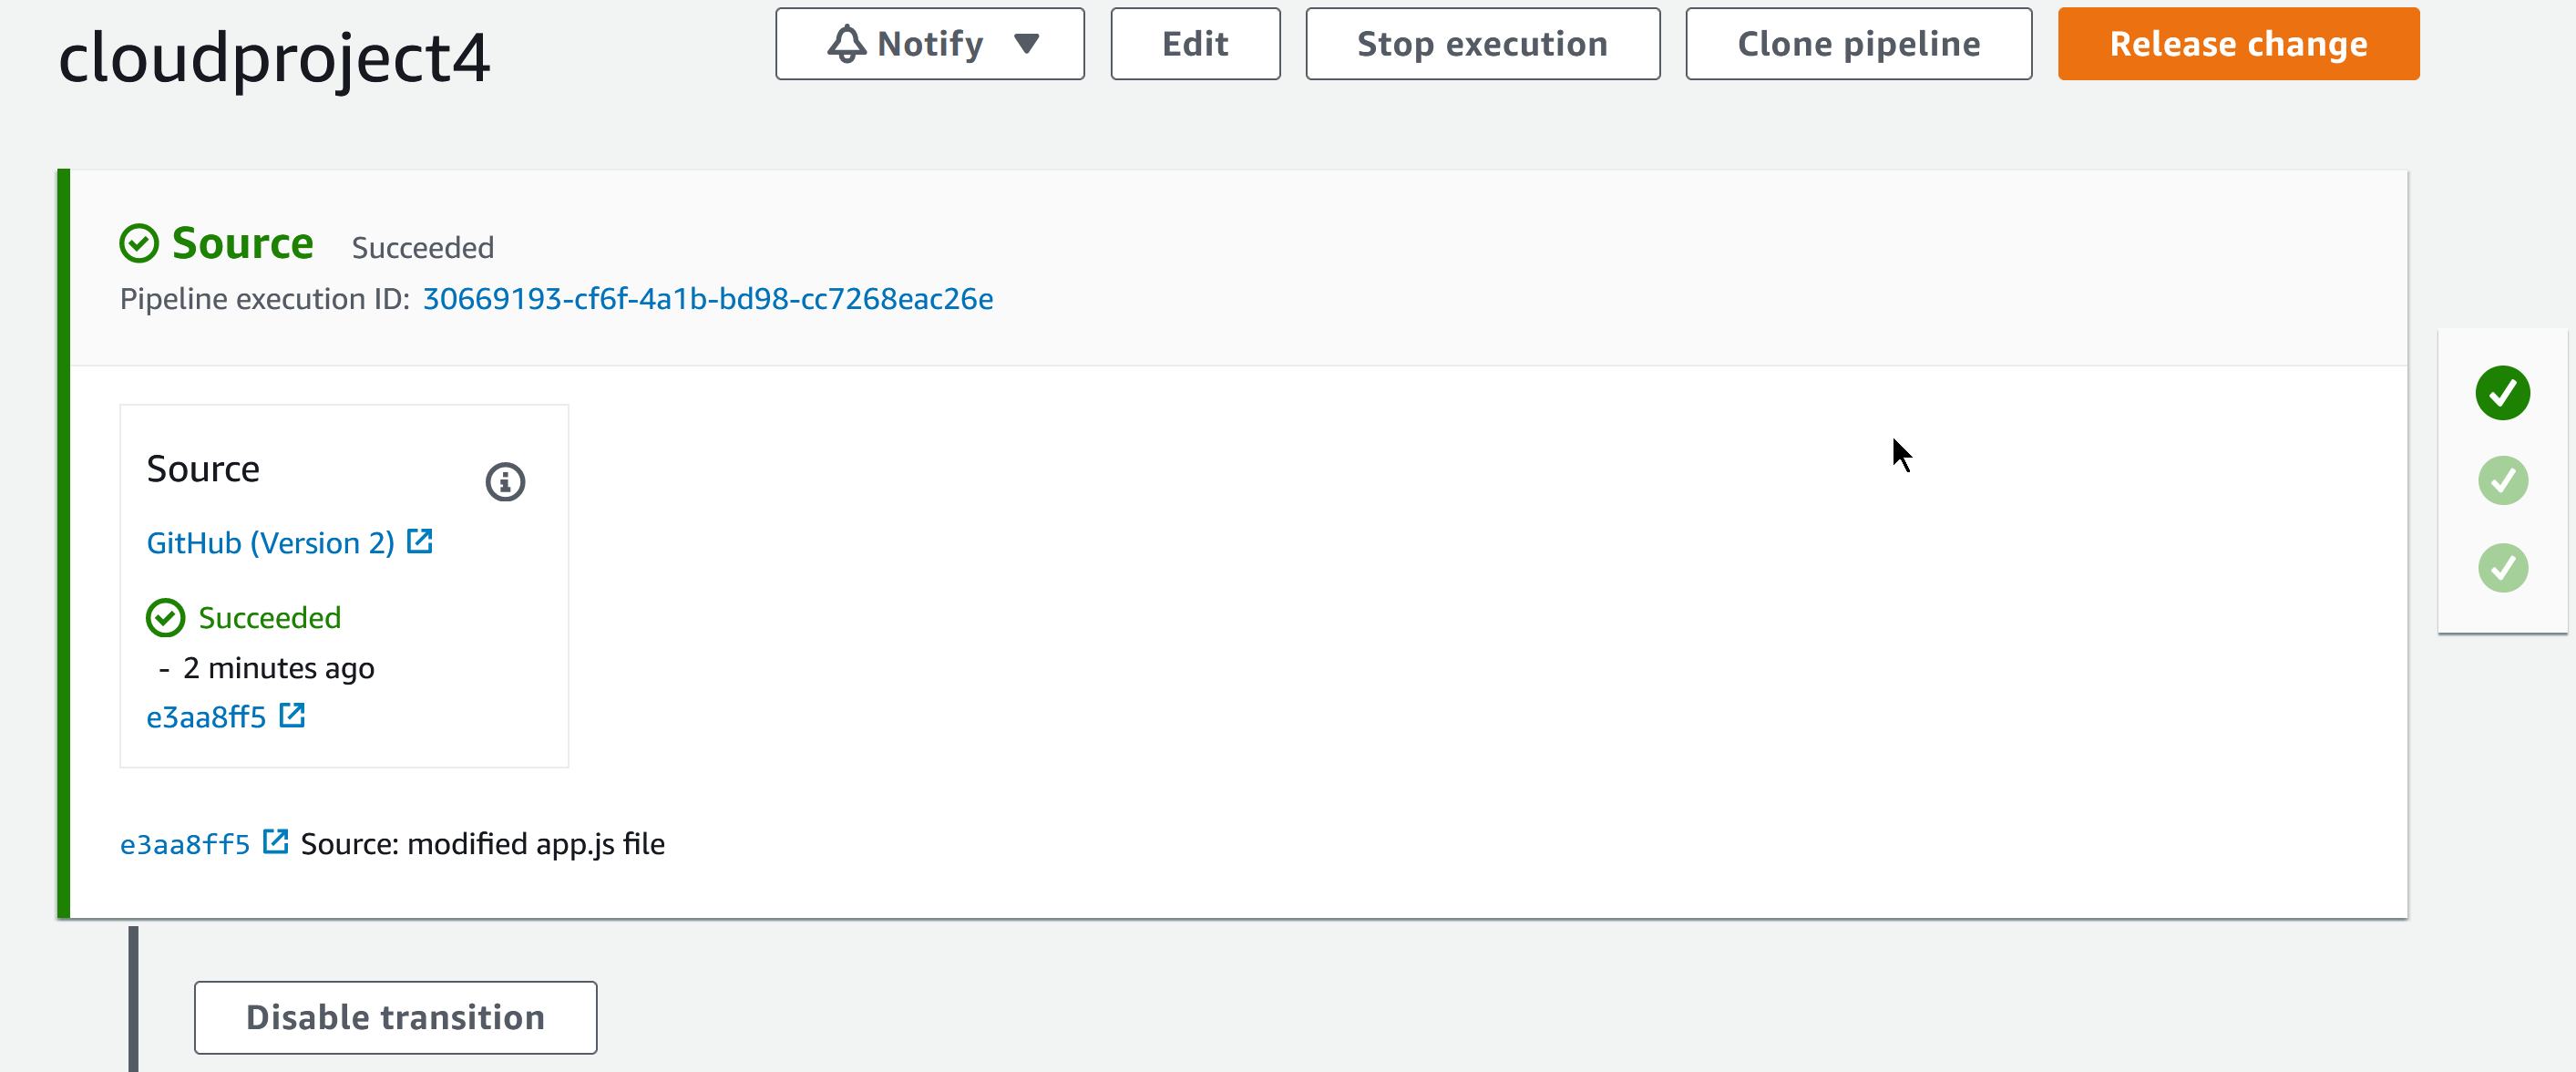 cloudproject4
Notify
Edit
Stop execution
Clone pipeline
Release change
Source Succeeded
Pipeline execution ID: 30669193-cf6f-4a1b-bd98-cc7268eac26e
Source
GitHub (Version 2)
Succeeded
- 2 minutes ago
e3aa8ff5
e3aa8ff5 Source: modified app.js file
Disable transition